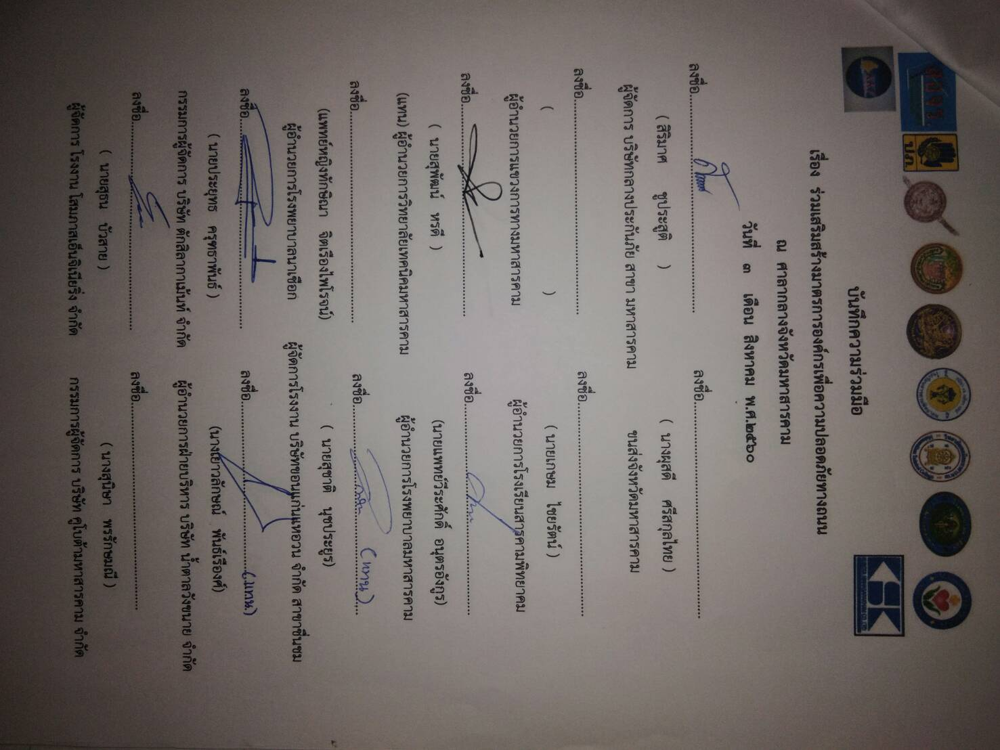 สอจร.
ปภ.
บันทึกความร่วมมือ
เรื่อง ร่วมเสริมสร้างมาตรการองค์กรเพื่อความปลอดภัยทางถนน
ณ ศาลากลางจังหวัดมหาสารคาม
วันที่ ๓ เดือน สิงหาคม พ.ศ.๒๕๖๐
ลงชื่อ........................ ลงชื่อ........................
( สิริมาศ ชูประสูติ ) ( นางผุสดี ศรีสกุลไทย )
ผู้จัดการ บริษัทกลางประกันภัย สาขา มหาสารคาม ขนส่งจังหวัดมหาสารคาม
ลงชื่อ........................ ลงชื่อ........................
( ) ( นายเกษม ไชยรัตน์ )
ผู้อำนวยการแขวงการทางมหาสารคาม ผู้อำนวยการโรงเรียนสารคามพิทยาคม
ลงชื่อ........................ ลงชื่อ........................
( นายสุพัฒน์ หรดี ) (นายแพทย์วีระศักดิ์ อนุตรอังกูร)
(แทน) ผู้อำนวยการวิทยาลัยเทคนิคมหาสารคาม ผู้อำนวยการโรงพยาบาลมหาสารคาม
ลงชื่อ........................ ลงชื่อ........................ (แทน)
(แพทย์หญิงทักษิณา จิตเรืองไพโรจน์) ( นายสุชาติ นุชประยูร)
ผู้อำนวยการโรงพยาบาลนาเชือก ผู้จัดการโรงงาน บริษัทขอนแก่นแหอวน จำกัด สาขาชื่นชม
ลงชื่อ........................ ลงชื่อ........................ (แทน)
( นายประยุทธ ครุฑธาพันธ์ ) (นางเยาวลักษณ์ พันธ์เรืองศ์)
กรรมการผู้จัดการ บริษัท ตักสิลากาเม้นท์ จำกัด ผู้อำนวยการฝ่ายบริหาร บริษัท น้ำตาลวังขนาย จำกัด
ลงชื่อ........................ ลงชื่อ........................
( นายสุธน บัวสาย ) ( นางสุนิษา พรรักษมณี )
ผู้จัดการ โรงงาน โสมภาสเอ็นจิเนียริ่ง จำกัด กรรมการผู้จัดการ บริษัท คูโบต้ามหาสารคาม จำกัด